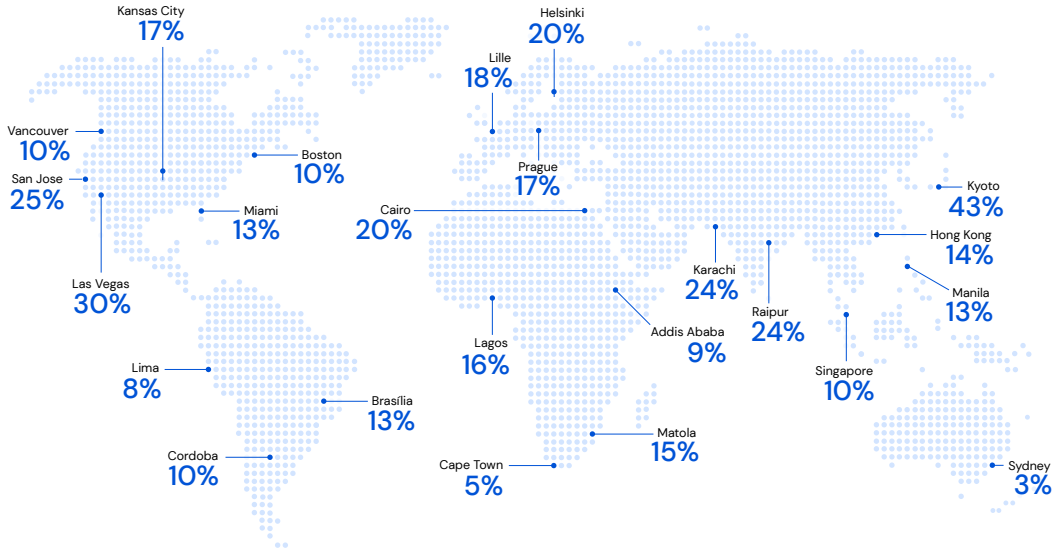 Kansas City
17%
Helsinki
20%
Lille
18%
Vancouver
10%
Boston
10%
Prague
17%
San Jose
25%
Kyoto
43%
Miami
13%
Cairo
20%
Hong Kong
14%
Karachi
24%
Las Vegas
30%
Manila
13%
Raipur
24%
Addis Ababa
9%
Lagos
16%
Lima
8%
Singapore
10%
Brasília
13%
Matola
15%
Cordoba
10%
Cape Town
5%
Sydney
3%